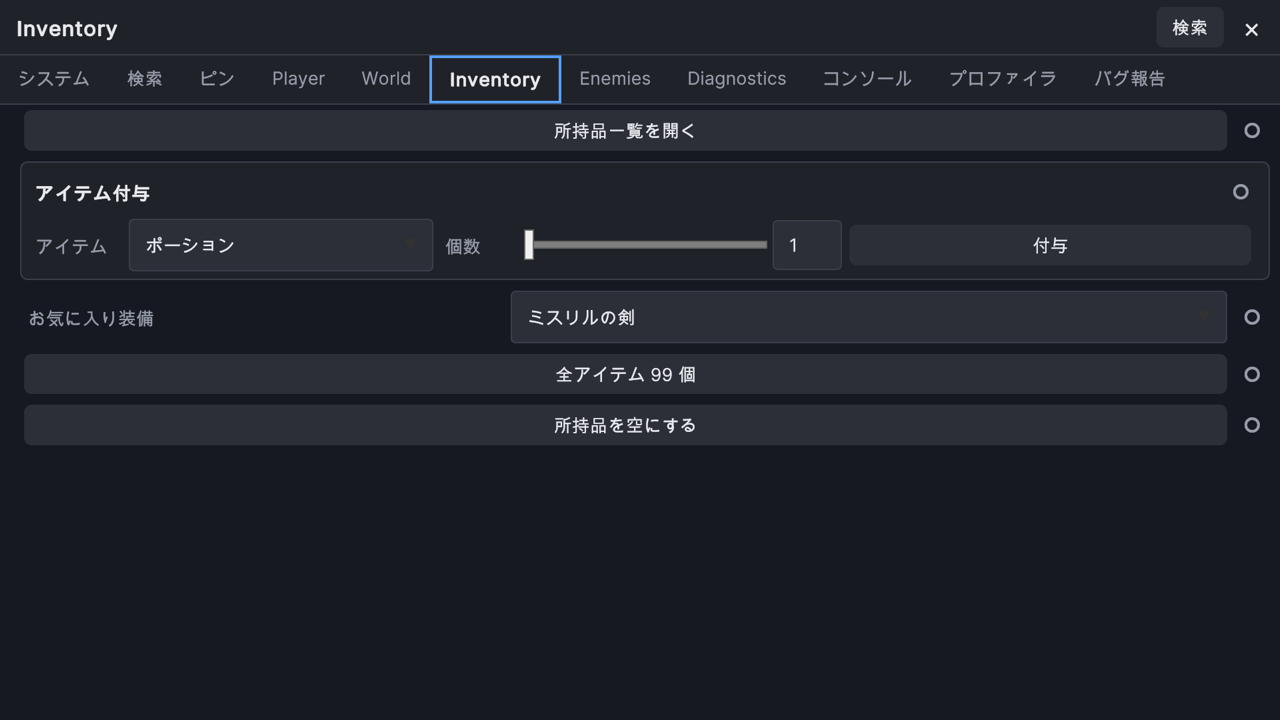 Inventory 検索 ×
システム 検索 ピン Player World Inventory Enemies Diagnostics コンソール プロファイラ バグ報告
所持品一覧を開く
アイテム付与
アイテム ポーション 個数 1 付与
お気に入り装備 ミスリルの剣
全アイテム 99 個
所持品を空にする